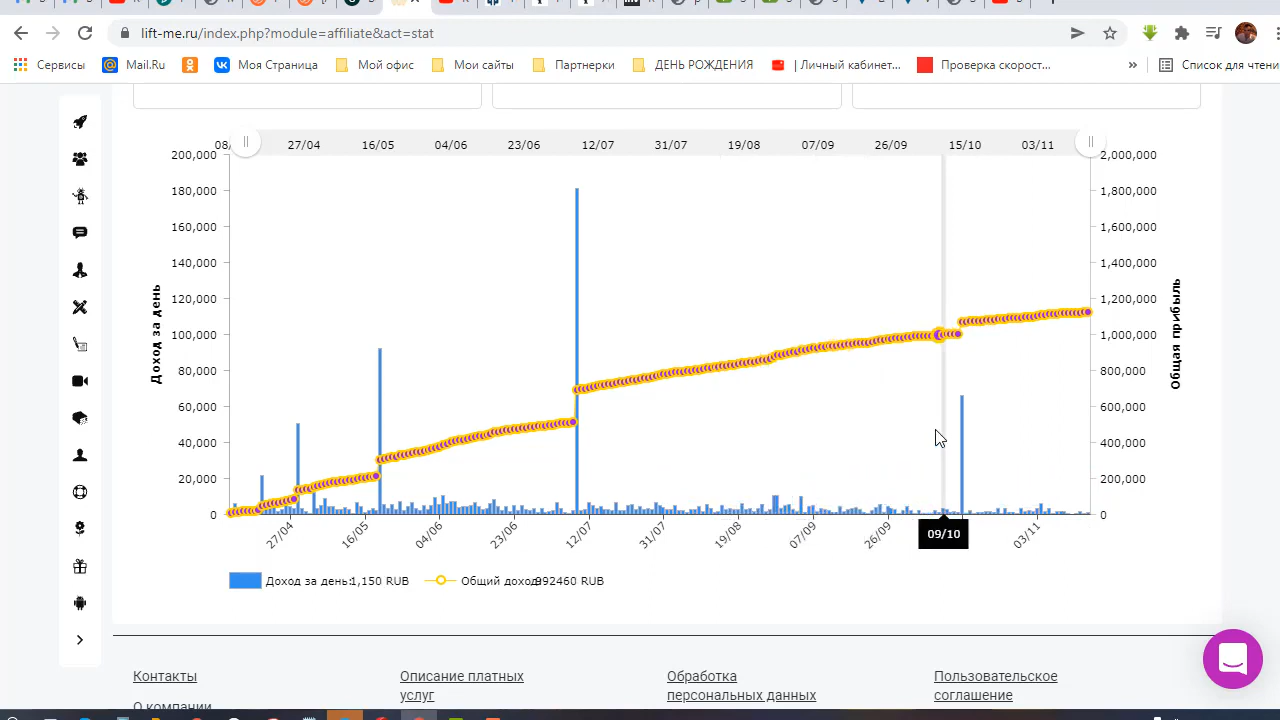 lift-me.ru/index.php?module=affiliate&act=stat
Сервисы Mail.Ru Моя Страница Мой офис Мои сайты Партнерки ДЕНЬ РОЖДЕНИЯ | Личный кабинет... Проверка скорост... » Список для чтени
08/ 27/04 16/05 04/06 23/06 12/07 31/07 19/08 07/09 26/09 15/10 03/11
200,000 2,000,000
180,000 1,800,000
160,000 1,600,000
140,000 1,400,000
120,000 1,200,000
100,000 1,000,000
80,000 800,000
60,000 600,000
40,000 400,000
20,000 200,000
0 0
Доход за день
Общая прибыль
27/04 16/05 04/06 23/06 12/07 31/07 19/08 07/09 26/09 09/10 03/11
Доход за день: 1,150 RUB Общий доход: 992460 RUB
Контакты Описание платных Обработка Пользовательское
услуг персональных данных соглашение
О компании